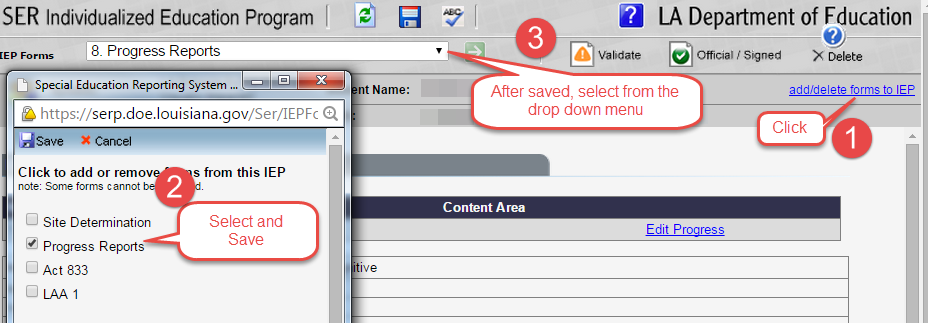 SER Individualized Education Program
ABC
?
LA Department of Education
IEP Forms
8. Progress Reports
3
Validate
Official / Signed
?
Delete
Special Education Reporting System ...
ent Name:
After saved, select from the
drop down menu
add/delete forms to IEP
https://serp.doe.louisiana.gov/Ser/IEPFo
Click
1
Save
Cancel
Click to add or remove forms from this IEP
note: Some forms cannot be
d.
2
Site Determination
Select and
Save
Content Area
Progress Reports
Edit Progress
Act 833
itive
LAA 1